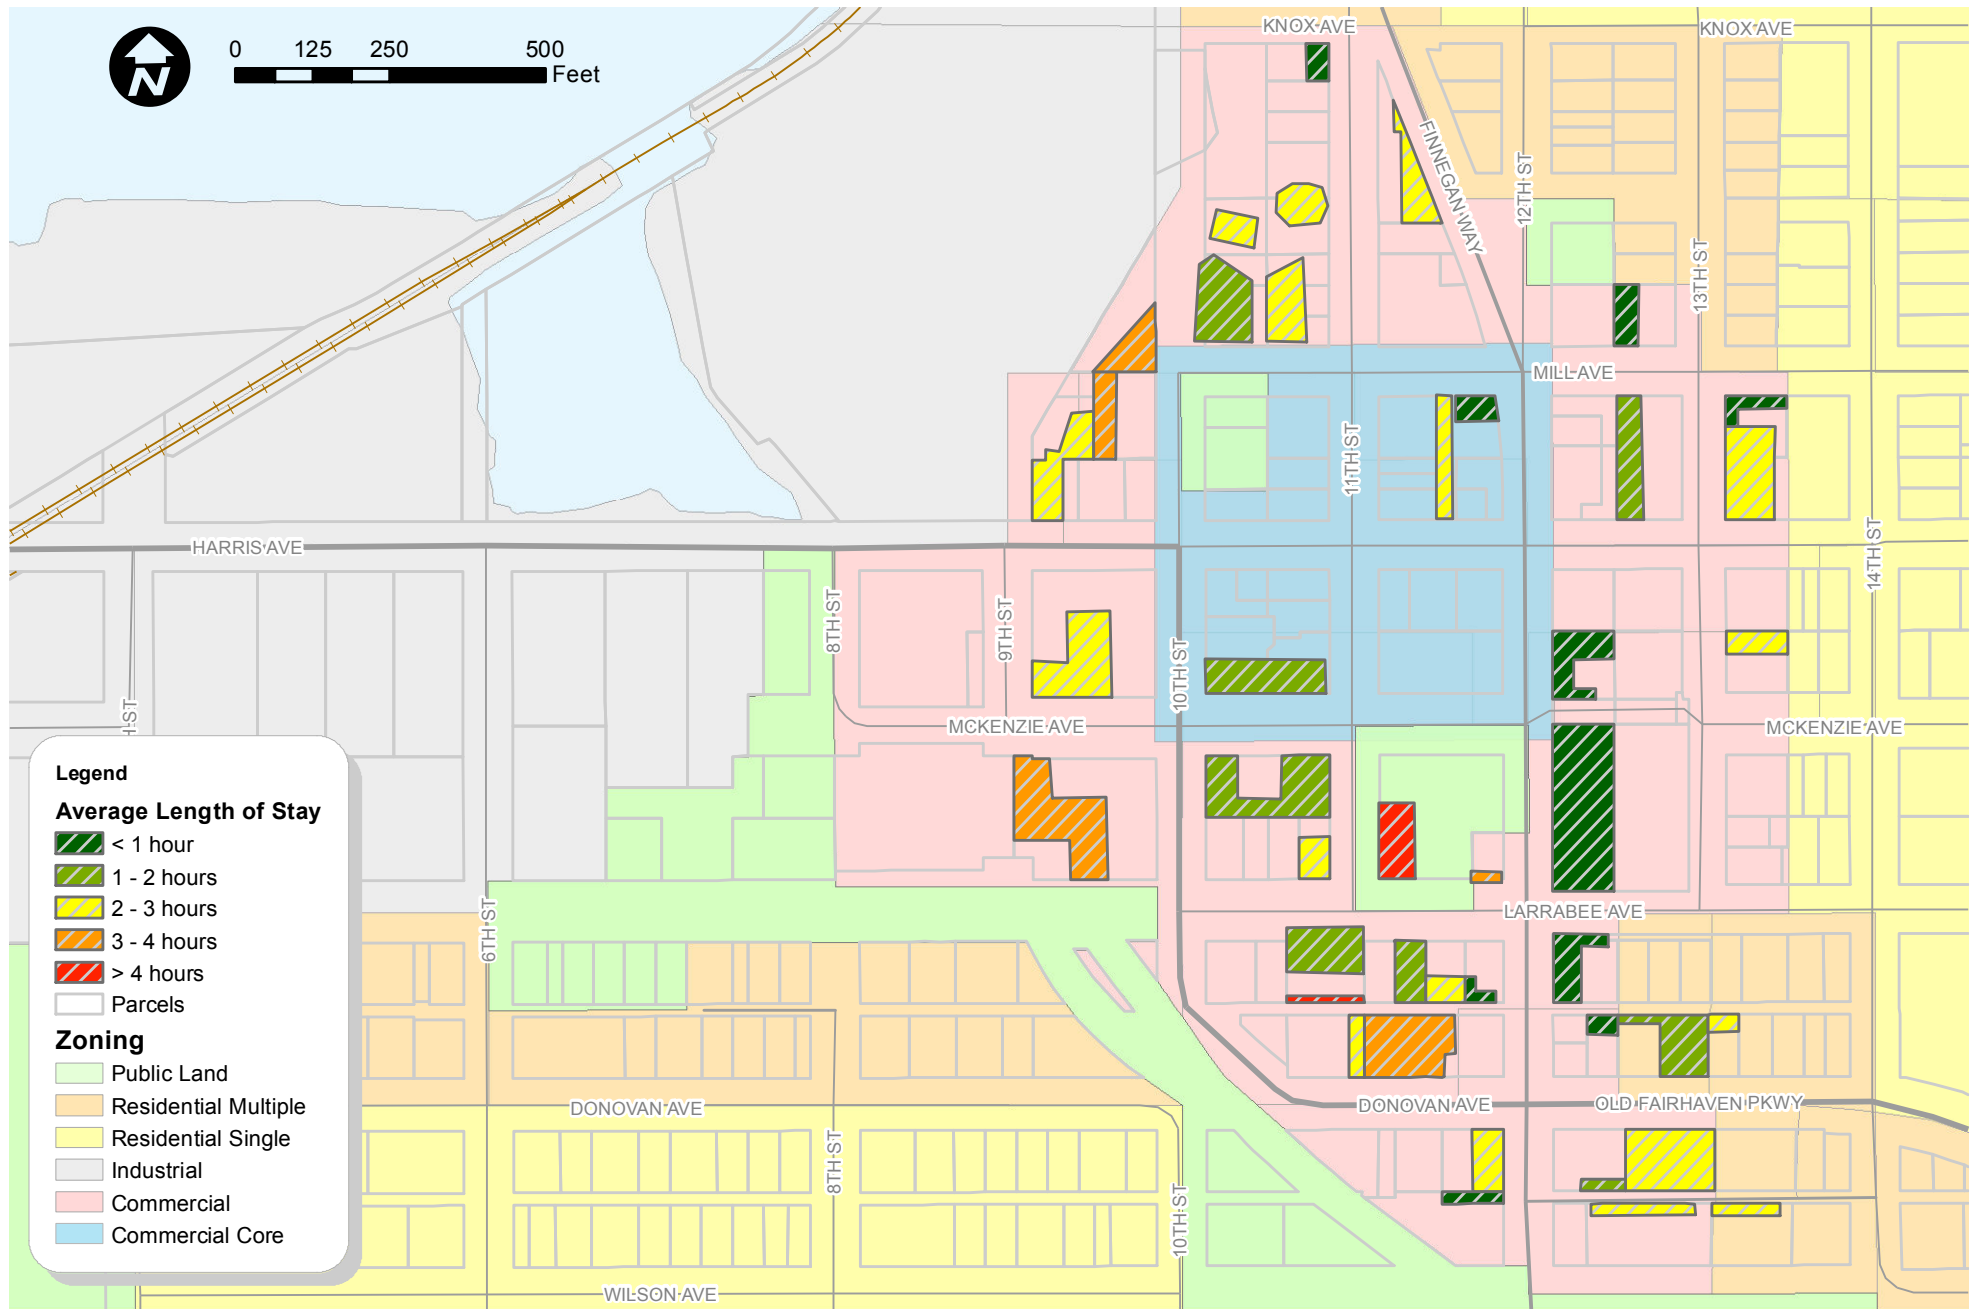 N
0 125 250 500
Feet
KNOX AVE
KNOX AVE
FINNEGAN WAY
12TH ST
13TH ST
MILL AVE
11TH ST
14TH ST
HARRIS AVE
8TH ST
9TH ST
10TH ST
H ST
MCKENZIE AVE
MCKENZIE AVE
LARRABEE AVE
6TH ST
DONOVAN AVE
DONOVAN AVE
OLD FAIRHAVEN PKWY
8TH ST
10TH ST
WILSON AVE
Legend
Average Length of Stay
< 1 hour
1 - 2 hours
2 - 3 hours
3 - 4 hours
> 4 hours
Parcels
Zoning
Public Land
Residential Multiple
Residential Single
Industrial
Commercial
Commercial Core